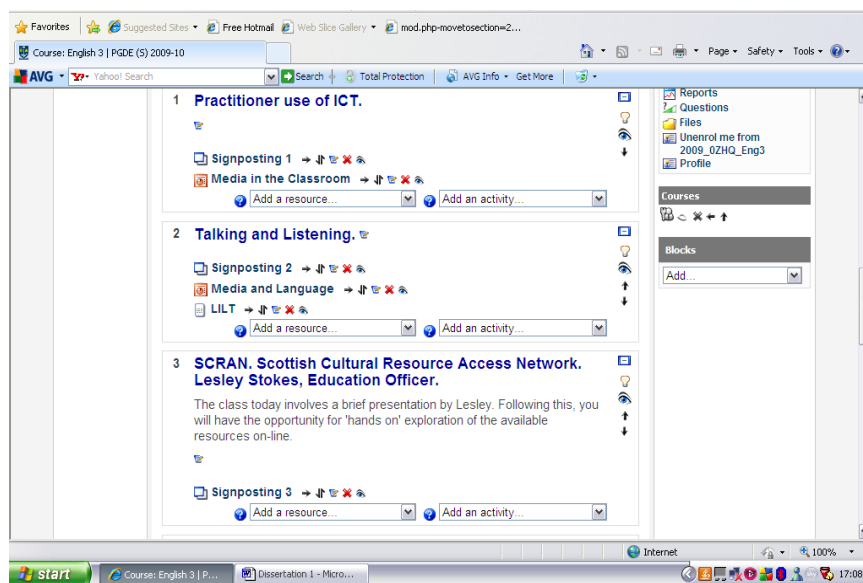 Favorites Suggested Sites Free Hotmail Web Slice Gallery mod.php-movetosection=2...
Course: English 3 | PGDE (S) 2009-10 Page Safety Tools
AVG Yahoo! Search Search Total Protection AVG Info Get More
1 Practitioner use of ICT.
Signposting 1
Media in the Classroom
Add a resource... Add an activity...
2 Talking and Listening.
Signposting 2
Media and Language
LILT
Add a resource... Add an activity...
3 SCRAN. Scottish Cultural Resource Access Network.
Lesley Stokes, Education Officer.
The class today involves a brief presentation by Lesley. Following this, you
will have the opportunity for 'hands on' exploration of the available
resources on-line.
Signposting 3
Add a resource... Add an activity...
Reports
Questions
Files
Unenrol me from
2009_0ZHQ_Eng3
Profile
Courses
Blocks
Add...
Internet 100%
start Course: English 3 | P... Dissertation 1 - Micro... 17:08